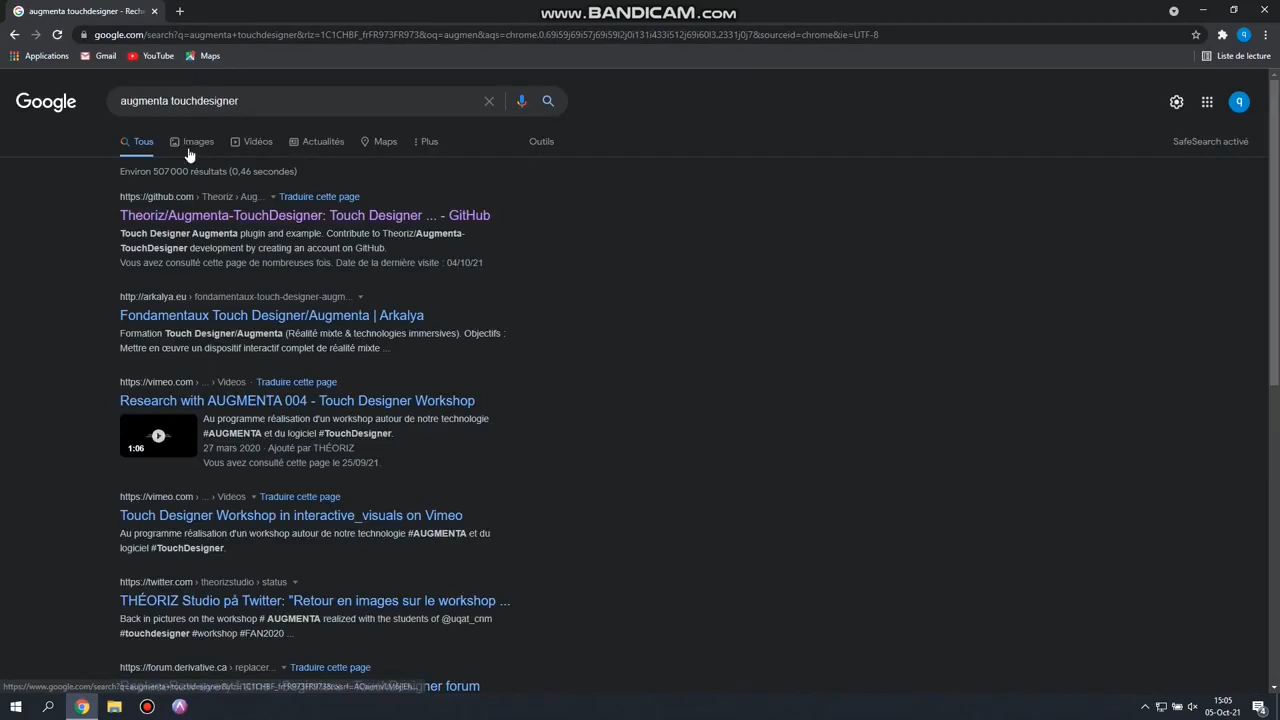 www.BANDICAM.com
augmenta touchdesigner - Rech
google.com/search?q=augmenta+touchdesigner&rlz=1C1CHBF_frFR973FR973&oq=augmen&aqs=chrome.0.69i59j69i57j69i59l2j0i131i433i512j69i60l3.2331j0j7&sourceid=chrome&ie=UTF-8
q
Applications
Gmail
YouTube
Maps
Liste de lecture
Google
augmenta touchdesigner
q
Tous
Images
Vidéos
Actualités
Maps
Plus
Outils
SafeSearch activé
Environ 507 000 résultats (0,46 secondes)
https://github.com › Theoriz › Aug... Traduire cette page
Theoriz/Augmenta-TouchDesigner: Touch Designer ... - GitHub
Touch Designer Augmenta plugin and example. Contribute to Theoriz/Augmenta-
TouchDesigner development by creating an account on GitHub.
Vous avez consulté cette page de nombreuses fois. Date de la dernière visite : 04/10/21
http://arkalya.eu › fondamentaux-touch-designer-augm...
Fondamentaux Touch Designer/Augmenta | Arkalya
Formation Touch Designer/Augmenta (Réalité mixte & technologies immersives). Objectifs :
Mettre en œuvre un dispositif interactif complet de réalité mixte ...
https://vimeo.com › ... › Videos · Traduire cette page
Research with AUGMENTA 004 - Touch Designer Workshop
1:06
Au programme réalisation d'un workshop autour de notre technologie
#AUGMENTA et du logiciel #TouchDesigner.
27 mars 2020 · Ajouté par THÉORIZ
Vous avez consulté cette page le 25/09/21.
https://vimeo.com › ... › Videos Traduire cette page
Touch Designer Workshop in interactive_visuals on Vimeo
Au programme réalisation d'un workshop autour de notre technologie #AUGMENTA et du
logiciel #TouchDesigner.
https://twitter.com › theorizstudio › status
THÉORIZ Studio på Twitter: "Retour en images sur le workshop ...
Back in pictures on the workshop # AUGMENTA realized with the students of @uqat_cnm
#touchdesigner #workshop #FAN2020 ...
https://forum.derivative.ca › replacer... Traduire cette page
er forum
15:05
05-Oct-21
4